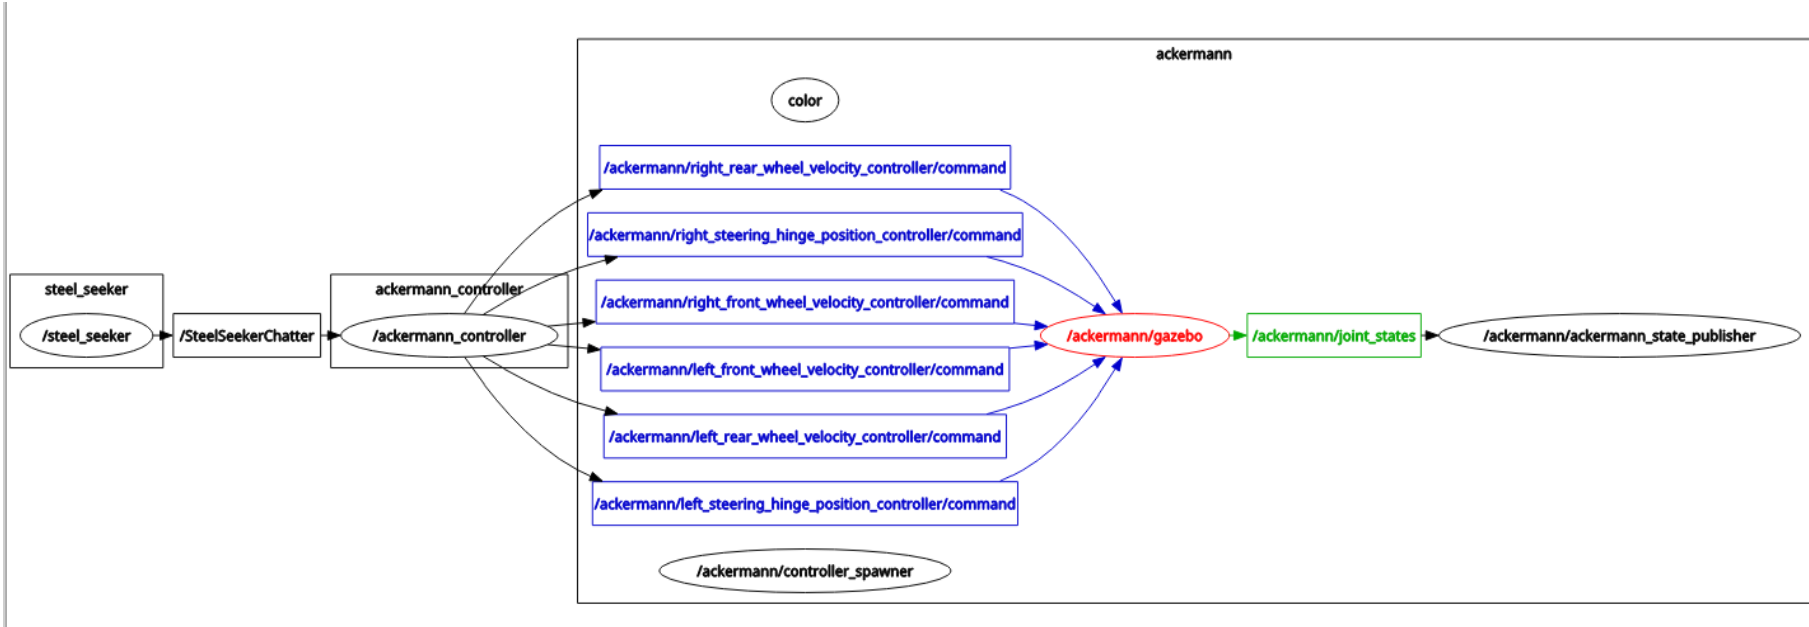 ackermann
color
/ackermann/right_rear_wheel_velocity_controller/command
/ackermann/right_steering_hinge_position_controller/command
steel_seeker
ackermann_controller
/ackermann/right_front_wheel_velocity_controller/command
/steel_seeker
/SteelSeekerChatter
/ackermann_controller
/ackermann/gazebo
/ackermann/joint_states
/ackermann/ackermann_state_publisher
/ackermann/left_front_wheel_velocity_controller/command
/ackermann/left_rear_wheel_velocity_controller/command
/ackermann/left_steering_hinge_position_controller/command
/ackermann/controller_spawner